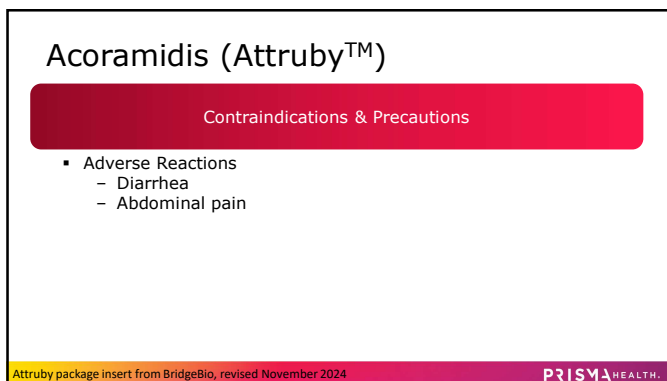 Acoramidis (Attruby™)
Contraindications & Precautions
▪ Adverse Reactions
– Diarrhea
– Abdominal pain
Attruby package insert from BridgeBio, revised November 2024
PRISMA HEALTH.